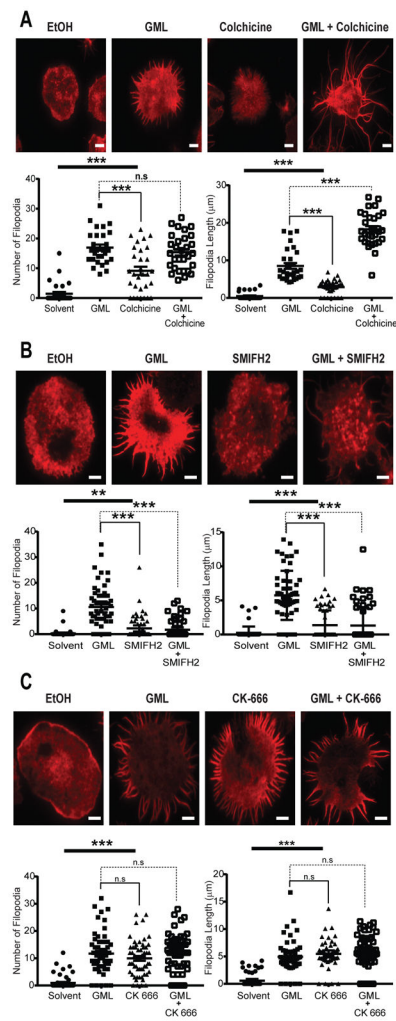 A
EtOH GML Colchicine GML + Colchicine
*** n.s ***
Number of Filopodia
40
30
20
10
0
Solvent GML Colchicine GML + Colchicine
*** *** ***
Filopodia Length (µm)
30
20
10
0
Solvent GML Colchicine GML + Colchicine
B
EtOH GML SMIFH2 GML + SMIFH2
** *** ***
Number of Filopodia
40
30
20
10
0
Solvent GML SMIFH2 GML + SMIFH2
*** *** ***
Filopodia Length (µm)
15
10
5
0
Solvent GML SMIFH2 GML + SMIFH2
C
EtOH GML CK-666 GML + CK-666
*** n.s n.s
Number of Filopodia
40
30
20
10
0
Solvent GML CK 666 GML + CK 666
*** n.s n.s
Filopodia Length (µm)
20
15
10
5
0
Solvent GML CK 666 GML + CK 666